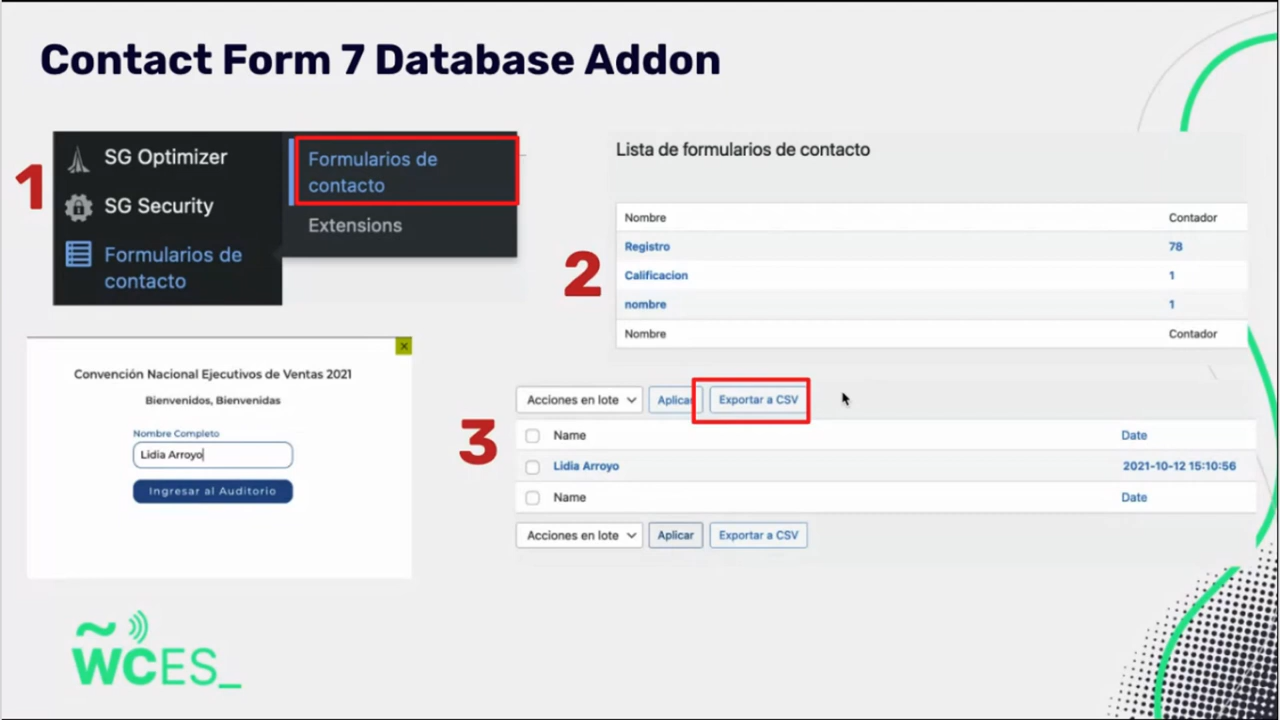 Contact Form 7 Database Addon
1
SG Optimizer
SG Security
Formularios de
contacto
Formularios de
contacto
Extensions
Lista de formularios de contacto
2
Nombre Contador
Registro 78
Calificacion 1
nombre 1
Nombre Contador
Convención Nacional Ejecutivos de Ventas 2021
Bienvenidos, Bienvenidas
Nombre Completo
Lidia Arroyo
Ingresar al Auditorio
3
Acciones en lote Aplicar Exportar a CSV
Name Date
Lidia Arroyo 2021-10-12 15:10:56
Name Date
Acciones en lote Aplicar Exportar a CSV
WCES_